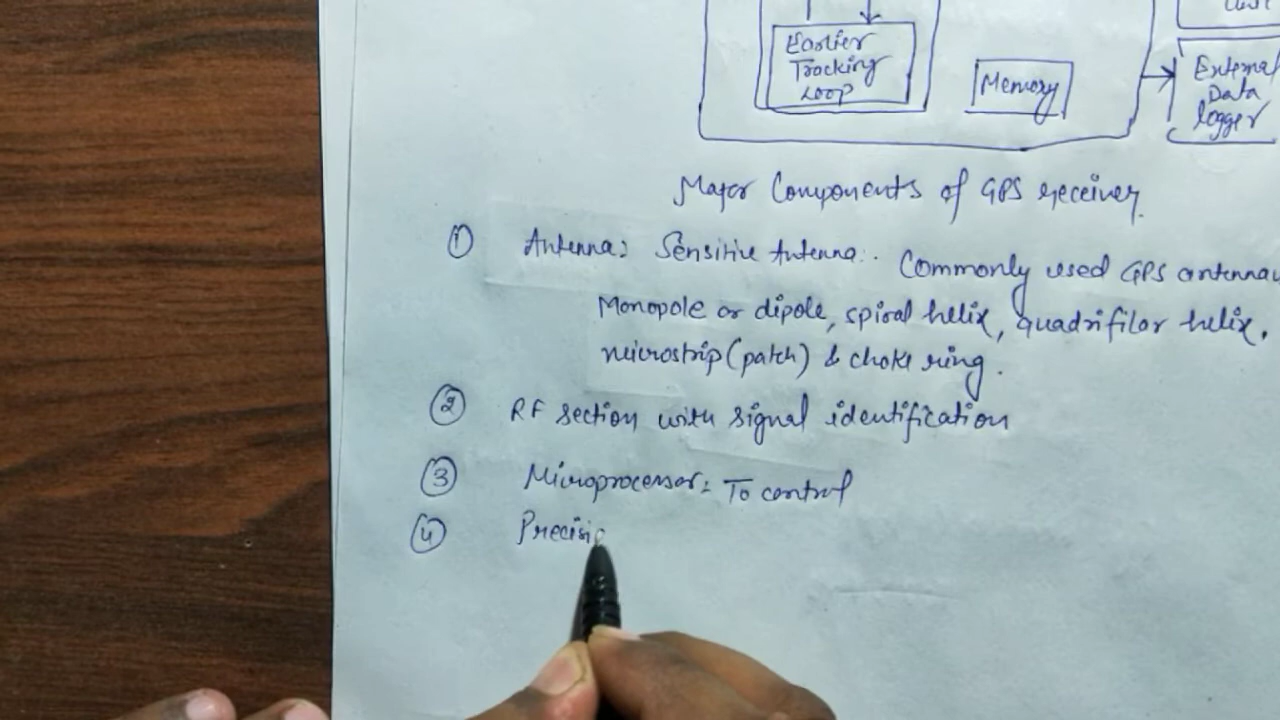 Earlier
Tracking
Loop
Memory
External
Data
logger
Major Components of GPS receiver.
① Antenna: Sensitive Antenna:. Commonly used GPS antennas
Monopole or dipole, spiral helix, quadrifilar helix,
microstrip (patch) & choke ring.
② RF section with signal identification
③ Microprocessor: To control
④ Precisio